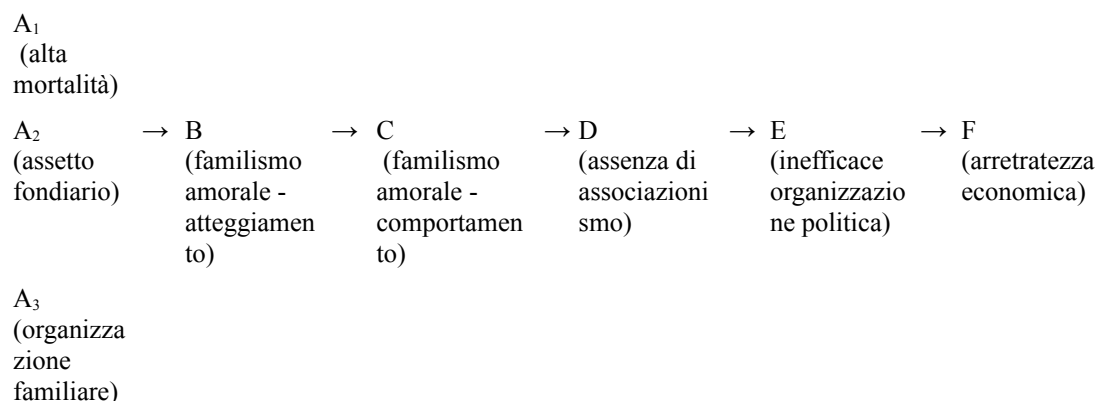 A₁
(alta
mortalità)
A₂ → B → C → D → E → F
(assetto (familismo (familismo (assenza di (inefficace (arretratezza
fondiario) amorale - amorale - associazioni organizzazio economica)
atteggiamen comportamen smo) ne politica)
to) to)
A₃
(organizza
zione
familiare)